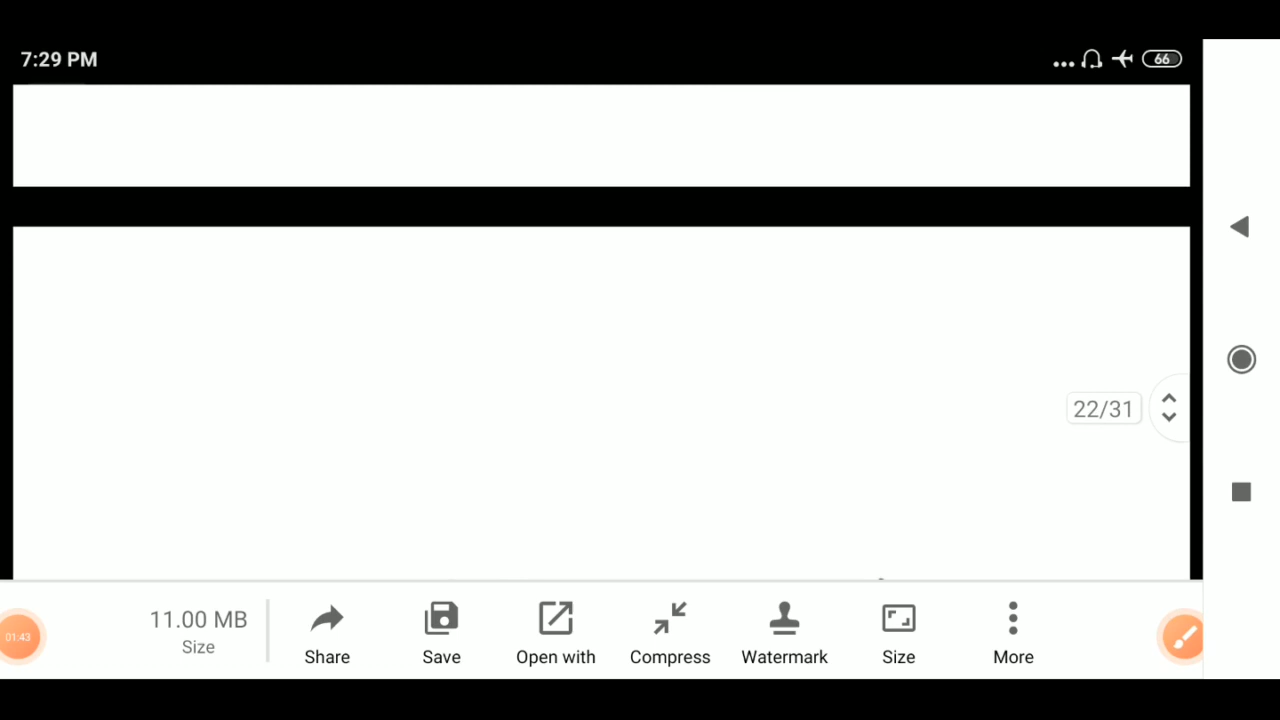 7:29 PM
66
22/31
11.00 MB
Size
Share
Save
Open with
Compress
Watermark
Size
More
01:43